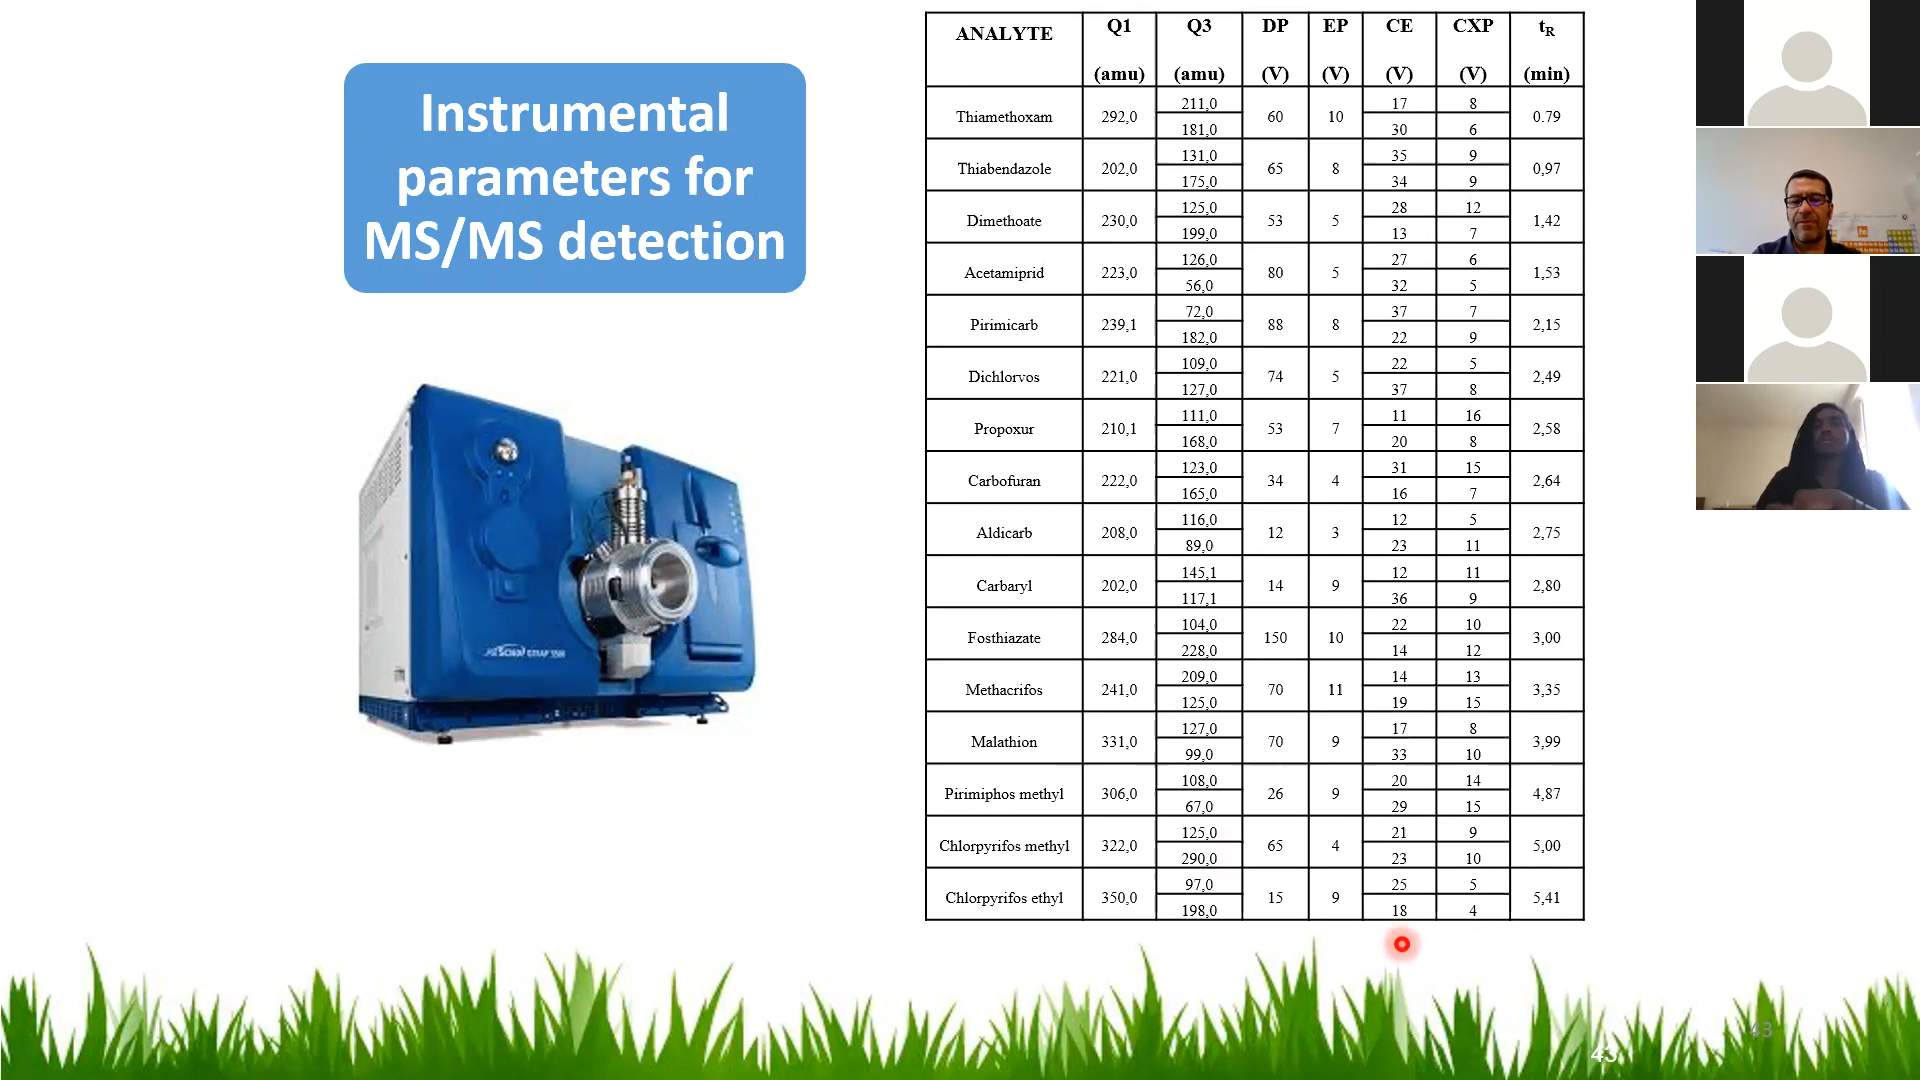 Instrumental
parameters for
MS/MS detection
ANALYTE Q1 (amu) Q3 (amu) DP (V) EP (V) CE (V) CXP (V) tR (min)
Thiamethoxam 292,0 211,0 181,0 60 10 17 30 8 6 0.79
Thiabendazole 202,0 131,0 175,0 65 8 35 34 9 9 0,97
Dimethoate 230,0 125,0 199,0 53 5 28 13 12 7 1,42
Acetamiprid 223,0 126,0 56,0 80 5 27 32 6 5 1,53
Pirimicarb 239,1 72,0 182,0 88 8 37 22 7 9 2,15
Dichlorvos 221,0 109,0 127,0 74 5 22 37 5 8 2,49
Propoxur 210,1 111,0 168,0 53 7 11 20 16 8 2,58
Carbofuran 222,0 123,0 165,0 34 4 31 16 15 7 2,64
Aldicarb 208,0 116,0 89,0 12 3 12 23 5 11 2,75
Carbaryl 202,0 145,1 117,1 14 9 12 36 11 9 2,80
Fosthiazate 284,0 104,0 228,0 150 10 22 14 10 12 3,00
Methacrifos 241,0 209,0 125,0 70 11 14 19 13 15 3,35
Malathion 331,0 127,0 99,0 70 9 17 33 8 10 3,99
Pirimiphos methyl 306,0 108,0 67,0 26 9 20 29 14 15 4,87
Chlorpyrifos methyl 322,0 125,0 290,0 65 4 21 23 9 10 5,00
Chlorpyrifos ethyl 350,0 97,0 198,0 15 9 25 18 5 4 5,41
43
43